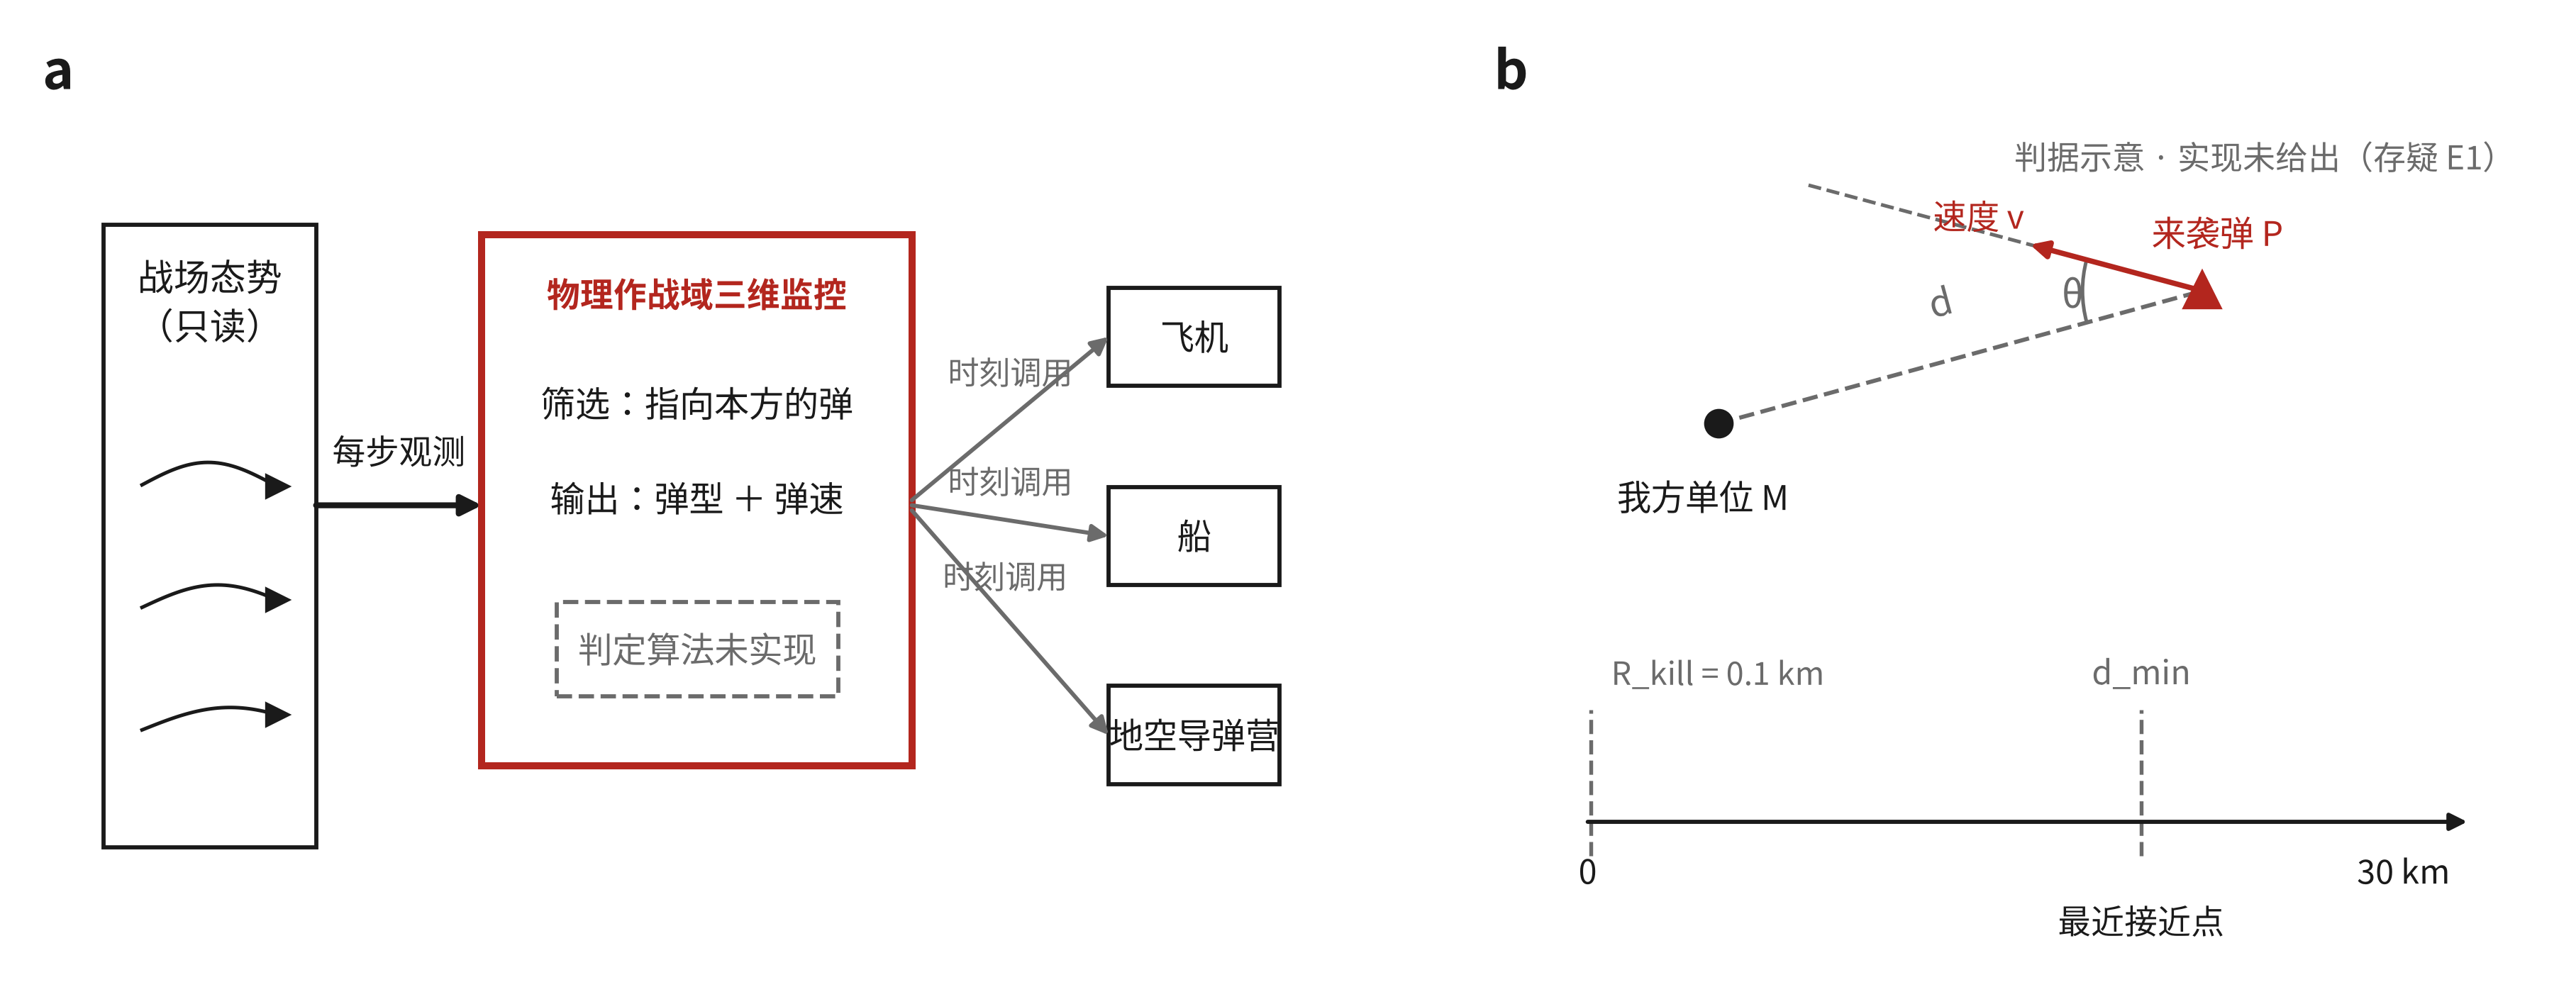 a
战场态势
（只读）
每步观测
物理作战域三维监控
筛选：指向本方的弹
输出：弹型 + 弹速
判定算法未实现
时刻调用
时刻调用
时刻调用
飞机
船
地空导弹营
b
判据示意 · 实现未给出（存疑 E1）
速度 v
来袭弹 P
d
θ
我方单位 M
R_kill = 0.1 km
d_min
0
30 km
最近接近点